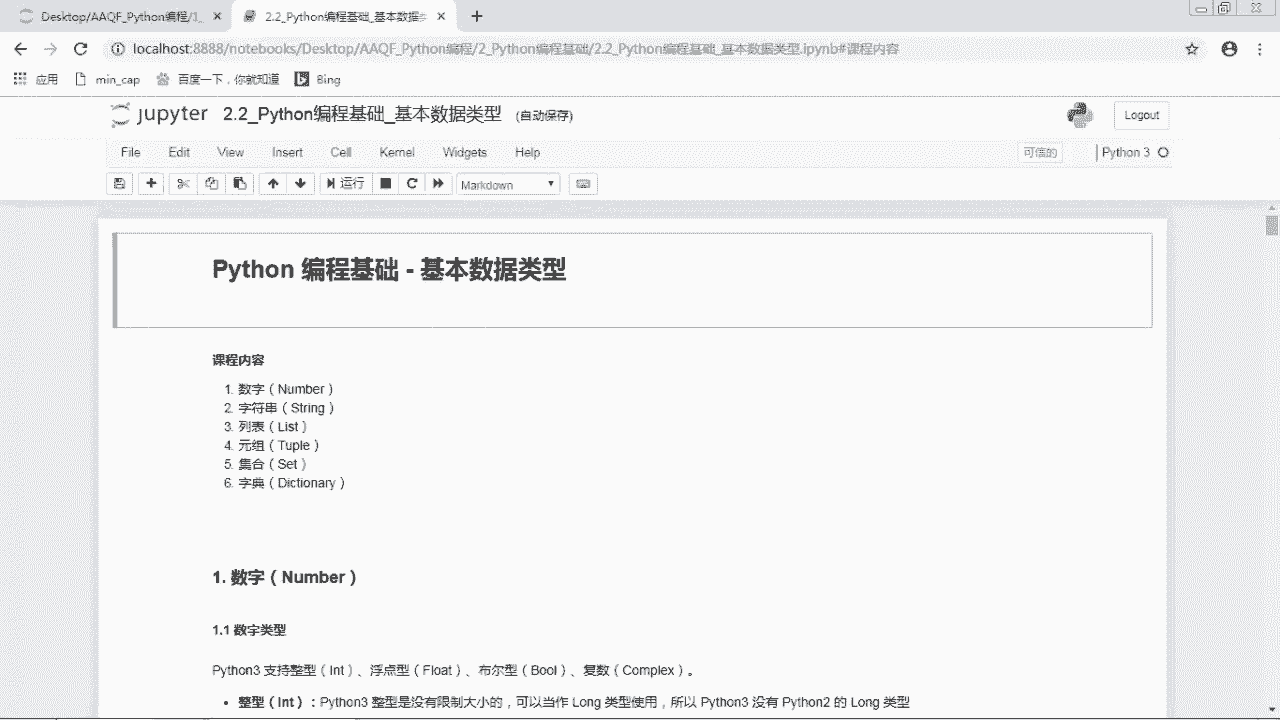 Desktop/AAQF_Python编程/1_
2.2_Python编程基础_基本数据
localhost:8888/notebooks/Desktop/AAQF_Python编程/2_Python编程基础/2.2_Python编程基础_基本数据类型.ipynb#课程内容
应用 min_cap 百度一下，你就知道 Bing
jupyter 2.2_Python编程基础_基本数据类型 (自动保存) Logout
File Edit View Insert Cell Kernel Widgets Help 可信的 Python 3
运行 Markdown
Python 编程基础 - 基本数据类型
课程内容
1. 数字（Number）
2. 字符串（String）
3. 列表（List）
4. 元组（Tuple）
5. 集合（Set）
6. 字典（Dictionary）
1. 数字（Number）
1.1 数字类型
Python3 支持整型（Int）、浮点型（Float）、布尔型（Bool）、复数（Complex）。
• 整型（Int）：Python3 整型是没有限制大小的，可以当作 Long 类型使用，所以 Python3 没有 Python2 的 Long 类型